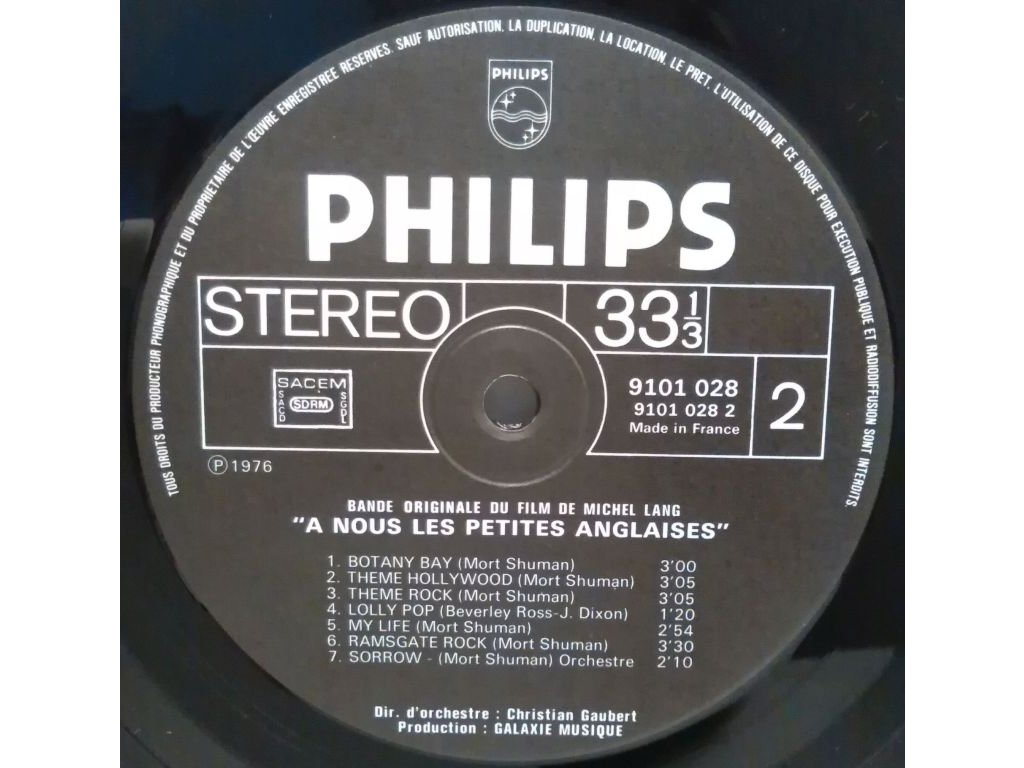 TOUS DROITS DU PRODUCTEUR PHONOGRAPHIQUE ET DU PROPRIETAIRE DE L'ŒUVRE ENREGISTREE RESERVES. SAUF AUTORISATION, LA DUPLICATION, LA LOCATION, LE PRET, L'UTILISATION DE CE DISQUE POUR EXECUTION PUBLIQUE ET RADIODIFFUSION SONT INTERDITS.
PHILIPS
PHILIPS
STEREO
33 1/3
SACEM
SACD
SDRM
SGDL
9101 028
9101 028 2
Made in France
2
Ⓟ 1976
BANDE ORIGINALE DU FILM DE MICHEL LANG
"A NOUS LES PETITES ANGLAISES"
1. BOTANY BAY (Mort Shuman) 3'00
2. THEME HOLLYWOOD (Mort Shuman) 3'05
3. THEME ROCK (Mort Shuman) 3'05
4. LOLLY POP (Beverley Ross-J. Dixon) 1'20
5. MY LIFE (Mort Shuman) 2'54
6. RAMSGATE ROCK (Mort Shuman) 3'30
7. SORROW - (Mort Shuman) Orchestre 2'10
Dir. d'orchestre : Christian Gaubert
Production : GALAXIE MUSIQUE